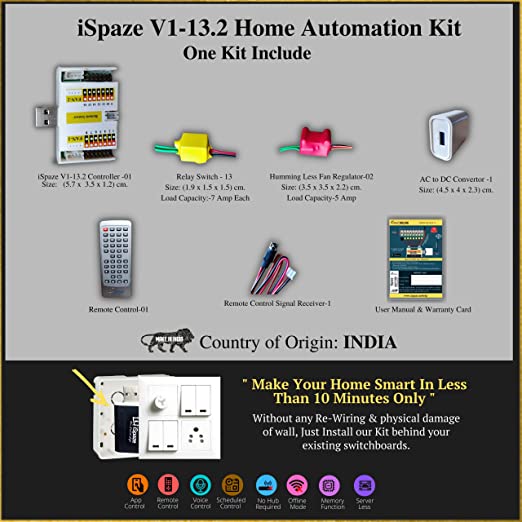 iSpaze V1-13.2 Home Automation Kit
One Kit Include
iSpaze V1-13.2 Controller -01
Size: (5.7 x 3.5 x 1.2) cm.
Relay Switch - 13
Size: (1.9 x 1.5 x 1.5) cm.
Load Capacity:-7 Amp Each
Humming Less Fan Regulator-02
Size: (3.5 x 3.5 x 2.2) cm.
Load Capacity-5 Amp
AC to DC Convertor -1
Size: (4.5 x 4 x 2.3) cm.
Remote Control-01
Remote Control Signal Receiver-1
User Manual & Warranty Card
MAKE IN INDIA
Country of Origin: INDIA
iSpaze
" Make Your Home Smart In Less
Than 10 Minutes Only "
Without any Re-Wiring & physical damage
of wall, Just Install our Kit behind your
existing switchboards.
App
Control
Remote
Control
Voice
Control
Scheduled
Control
No Hub
Required
Offline
Mode
Memory
Function
Server
Less